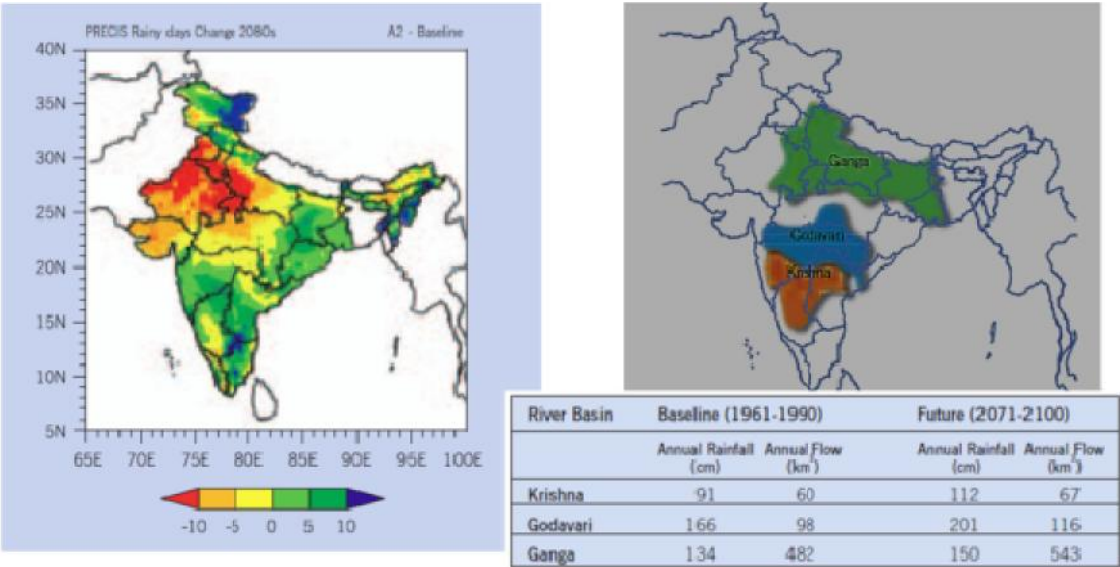 PRECIS Rainy days Change 2080s A2 - Baseline
40N
35N
30N
25N
20N
15N
10N
5N
65E 70E 75E 80E 85E 90E 95E 100E
-10 -5 0 5 10
Ganga
Godavari
Krishna
River Basin Baseline (1961-1990) Future (2071-2100)
Annual Rainfall Annual Flow Annual Rainfall Annual Flow
(cm) (km³) (cm) (km³)
Krishna 91 60 112 67
Godavari 166 98 201 116
Ganga 134 482 150 543